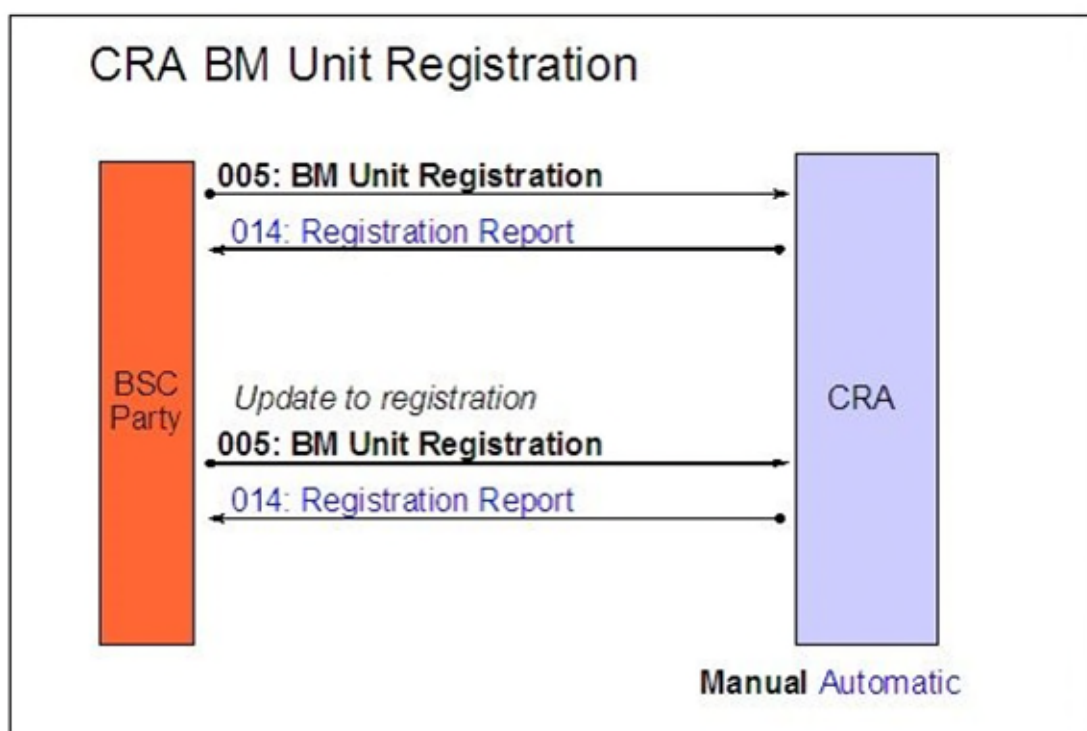 CRA BM Unit Registration
005: BM Unit Registration
014: Registration Report
BSC
Party
CRA
Update to registration
005: BM Unit Registration
014: Registration Report
Manual Automatic